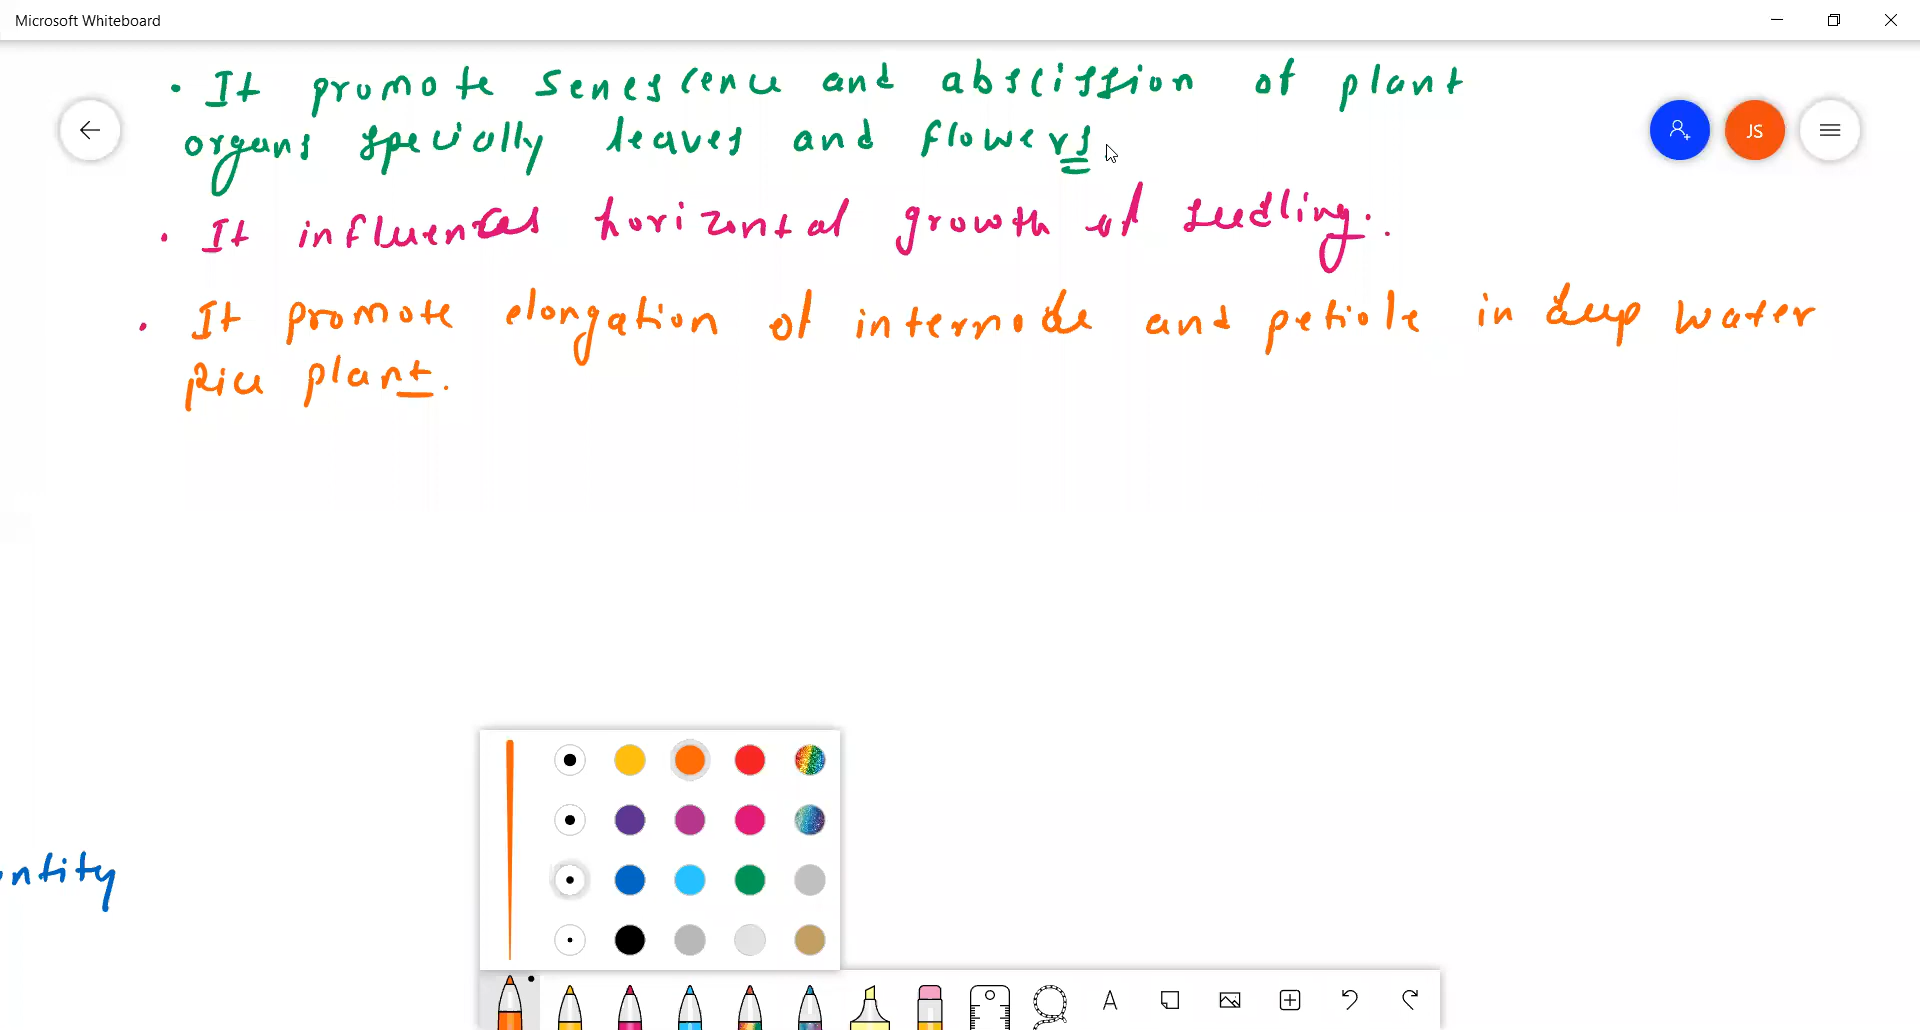 Microsoft Whiteboard
• It promote senescence and abscission of plant
organs specially leaves and flowers
JS
• It influences horizontal growth of seedling.
• It promote elongation of internode and petiole in deep water
Rice plant.
ntity
A